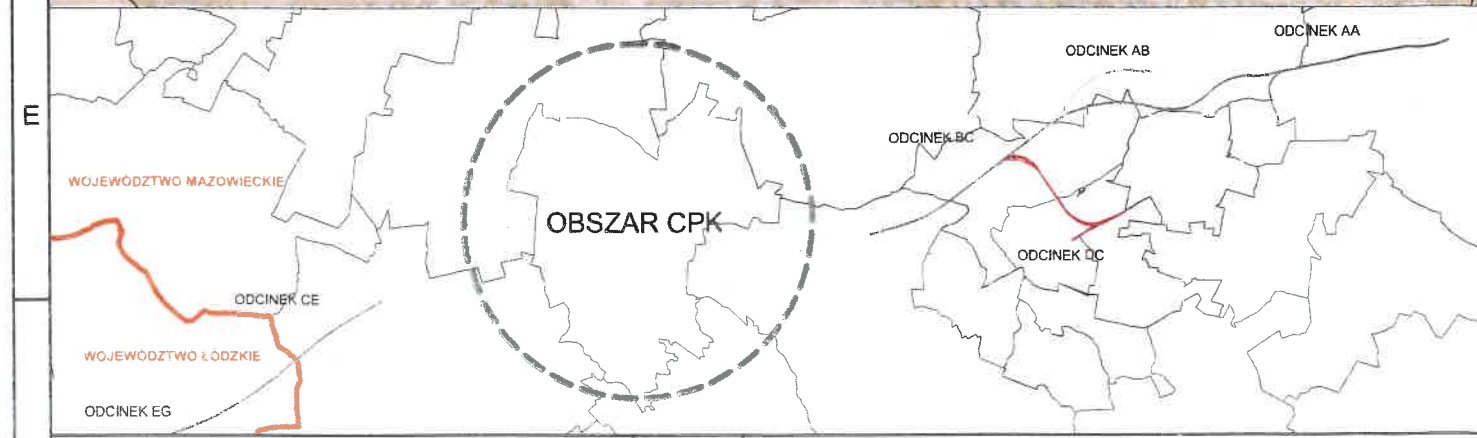 ODCINEK AA
ODCINEK AB
E
ODCINEK BC
WOJEWÓDZTWO MAZOWIECKIE
OBSZAR CPK
ODCINEK DC
ODCINEK CE
WOJEWÓDZTWO ŁÓDZKIE
ODCINEK EG